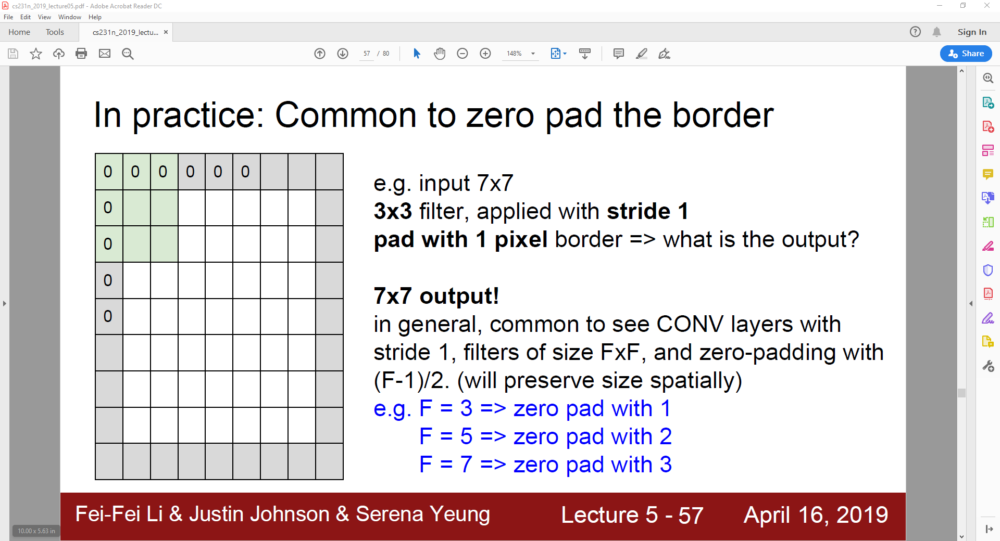 cs231n_2019_lecture05.pdf - Adobe Acrobat Reader DC
File Edit View Window Help
Home Tools cs231n_2019_lectu... × ? Sign In
57 / 80 148% Share
In practice: Common to zero pad the border
0 0 0 0 0 0
0
0
0
0
e.g. input 7x7
3x3 filter, applied with stride 1
pad with 1 pixel border => what is the output?
7x7 output!
in general, common to see CONV layers with
stride 1, filters of size FxF, and zero-padding with
(F-1)/2. (will preserve size spatially)
e.g. F = 3 => zero pad with 1
F = 5 => zero pad with 2
F = 7 => zero pad with 3
Fei-Fei Li & Justin Johnson & Serena Yeung Lecture 5 - 57 April 16, 2019
10.00 x 5.63 in